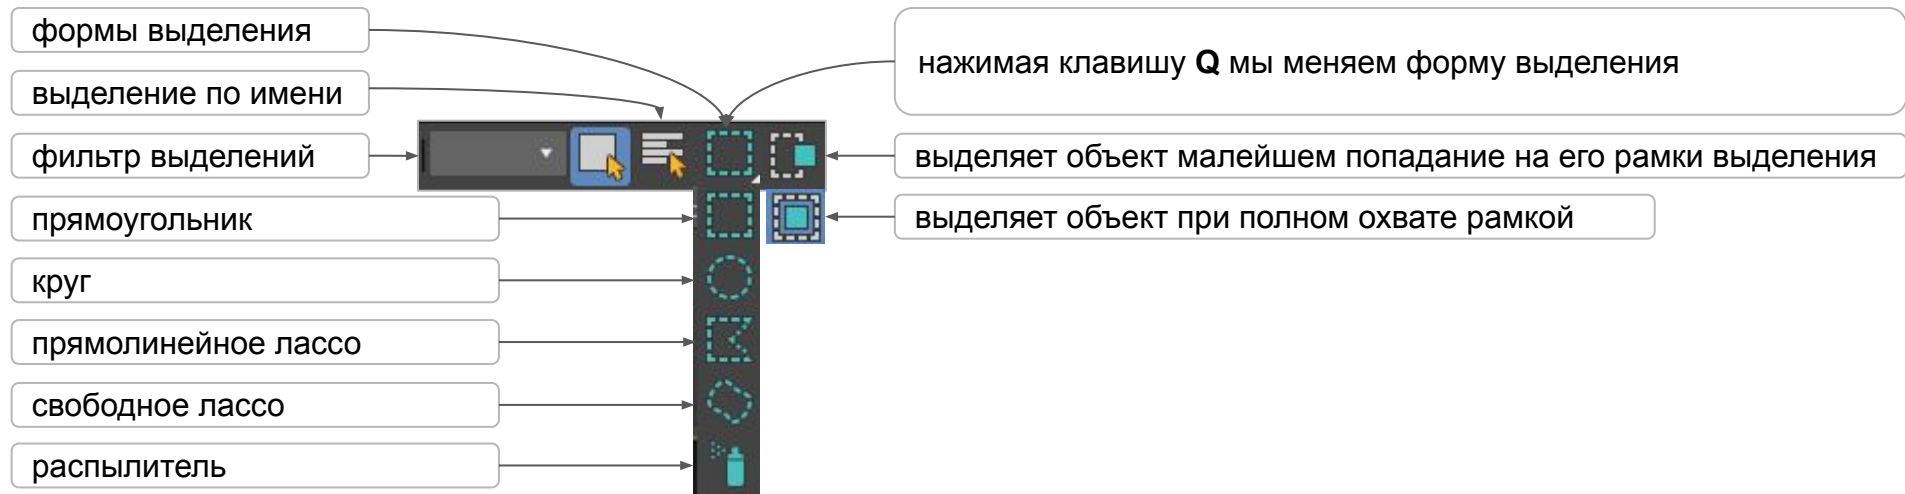 формы выделения
нажимая клавишу Q мы меняем форму выделения
выделение по имени
фильтр выделений
выделяет объект малейшем попадание на его рамки выделения
прямоугольник
выделяет объект при полном охвате рамкой
круг
прямолинейное лассо
свободное лассо
распылитель